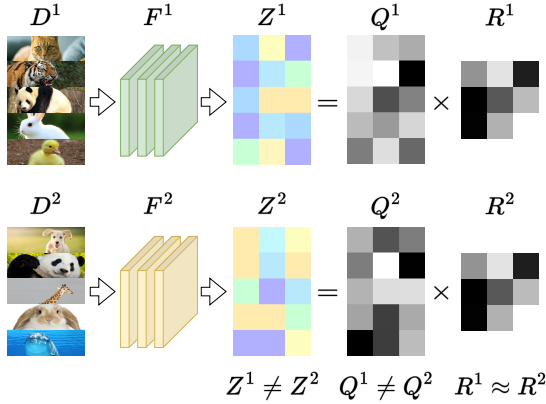 D¹ F¹ Z¹ Q¹ R¹
= ×
D² F² Z² Q² R²
= ×
Z¹ ≠ Z² Q¹ ≠ Q² R¹ ≈ R²